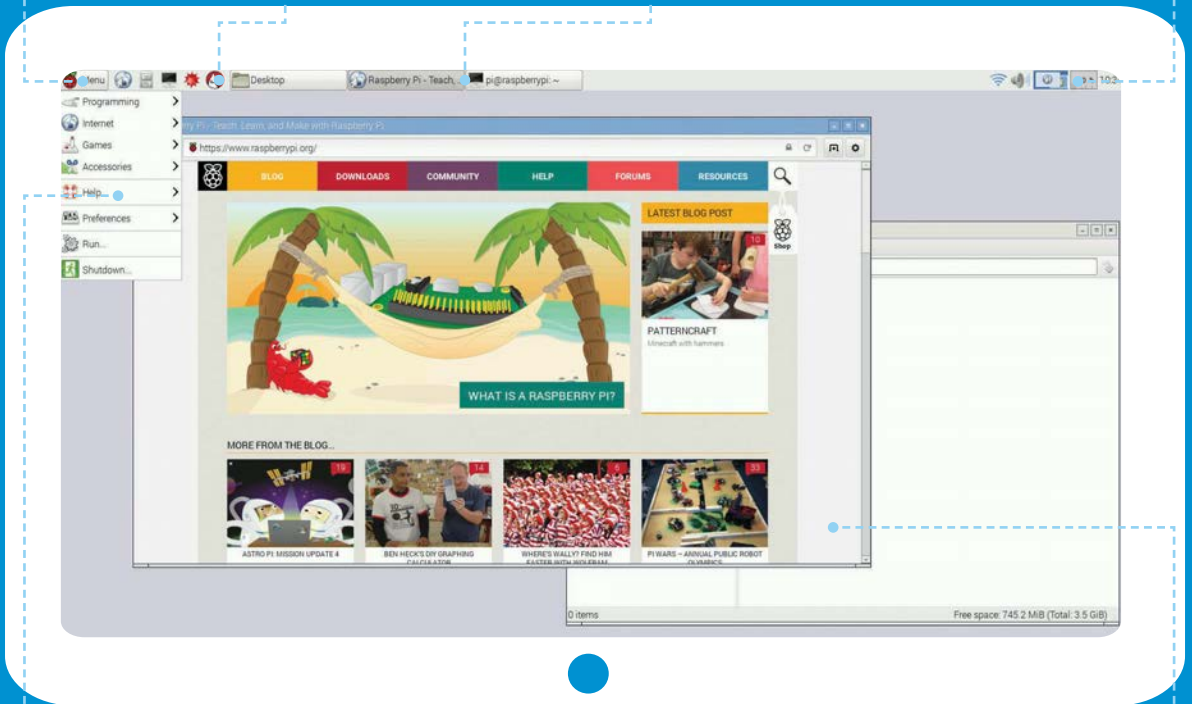 Menu
Desktop
Raspberry Pi - Teach,
pi@raspberrypi: ~
Programming
Internet
Games
Accessories
Help
Preferences
Run...
Shutdown...
ry Pi - Teach, Learn, and Make with Raspberry Pi
https://www.raspberrypi.org/
BLOG
DOWNLOADS
COMMUNITY
HELP
FORUMS
RESOURCES
Shop
WHAT IS A RASPBERRY PI?
LATEST BLOG POST
10
PATTERNCRAFT
Minecraft with hammers
MORE FROM THE BLOG...
19
ASTRO PI: MISSION UPDATE 4
14
BEN HECK'S DIY GRAPHING
CALCULATOR
6
WHERE'S WALLY? FIND HIM
FASTER WITH WOLFRAM
33
PI WARS – ANNUAL PUBLIC ROBOT
OLYMPICS
0 items
Free space: 745.2 MiB (Total: 3.5 GiB)